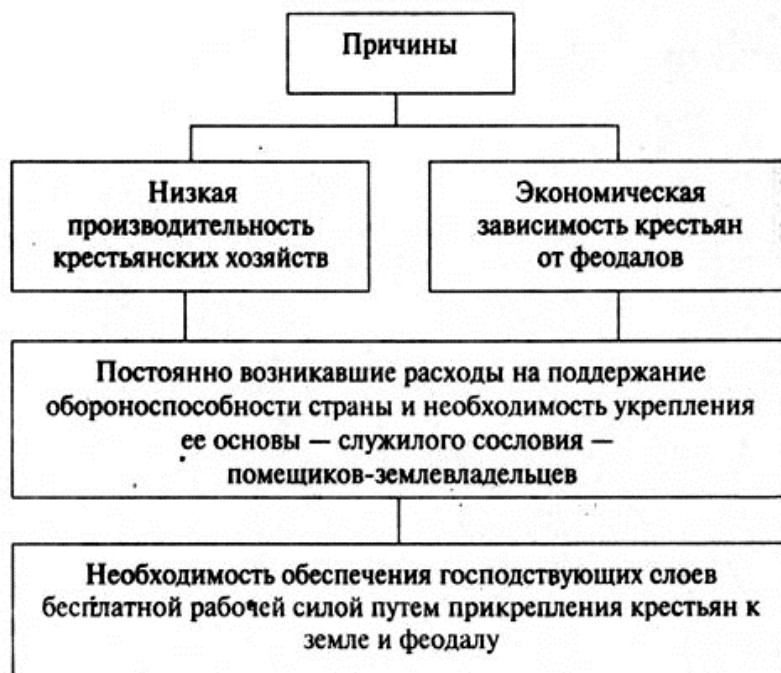 Причины
Низкая
производительность
крестьянских хозяйств
Экономическая
зависимость крестьян
от феодалов
Постоянно возникавшие расходы на поддержание
обороноспособности страны и необходимость укрепления
ее основы — служилого сословия —
помещиков-землевладельцев
Необходимость обеспечения господствующих слоев
бесплатной рабочей силой путем прикрепления крестьян к
земле и феодалу